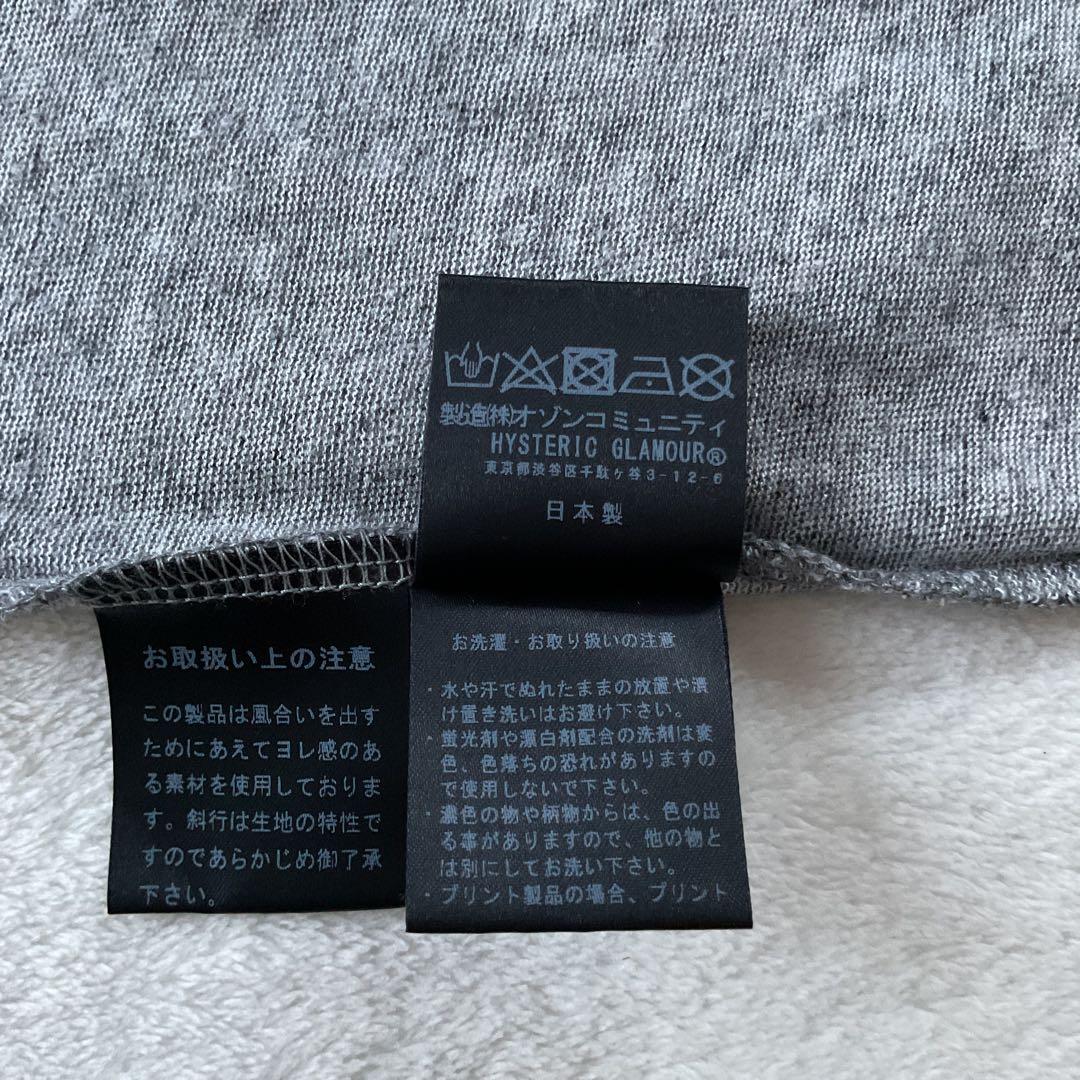 製造(株)オゾンコミュニティ
HYSTERIC GLAMOUR®
東京都渋谷区千駄ヶ谷3-12-6
日本製
お取扱い上の注意
この製品は風合いを出す
ためにあえてヨレ感のあ
る素材を使用しておりま
す。斜行は生地の特性で
すのであらかじめ御了承
下さい。
お洗濯・お取り扱いの注意
・水や汗でぬれたままの放置や漬
け置き洗いはお避け下さい。
・蛍光剤や漂白剤配合の洗剤は変
色、色落ちの恐れがありますの
で使用しないで下さい。
・濃色の物や柄物からは、色の出
る事がありますので、他の物と
は別にしてお洗い下さい。
・プリント製品の場合、プリント